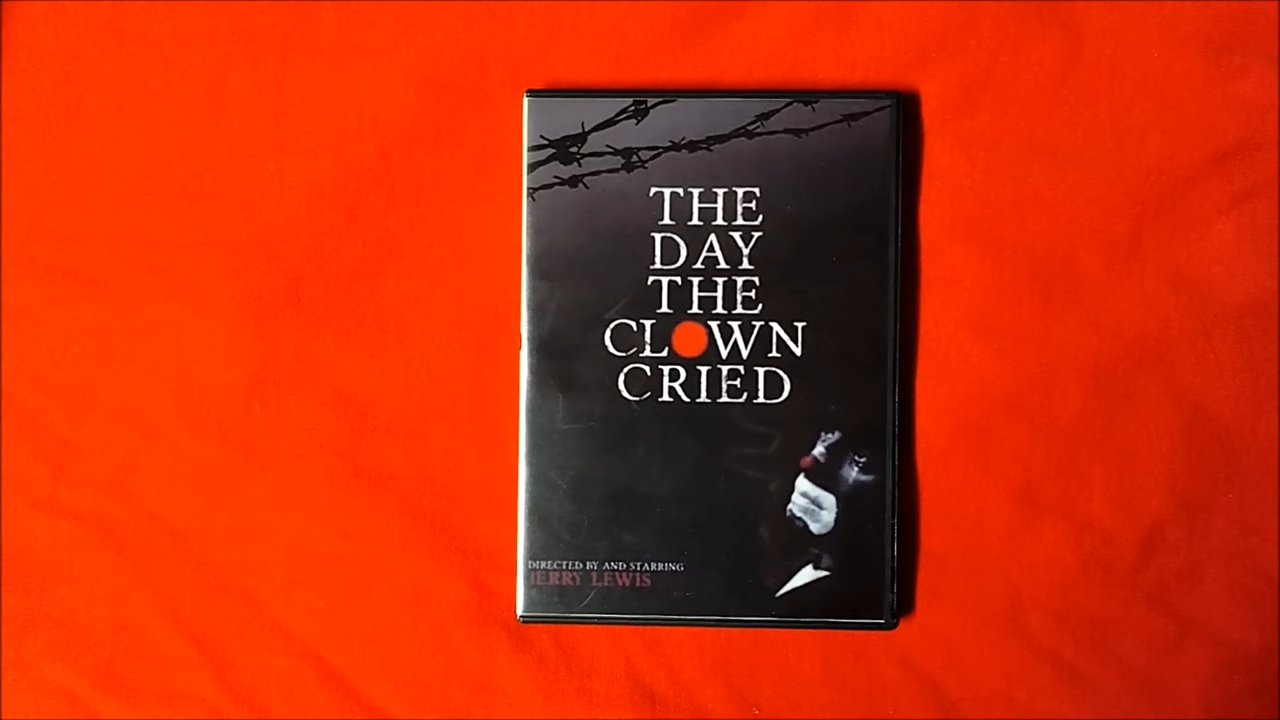 THE
DAY
THE
CLOWN
CRIED
DIRECTED BY AND STARRING
JERRY LEWIS